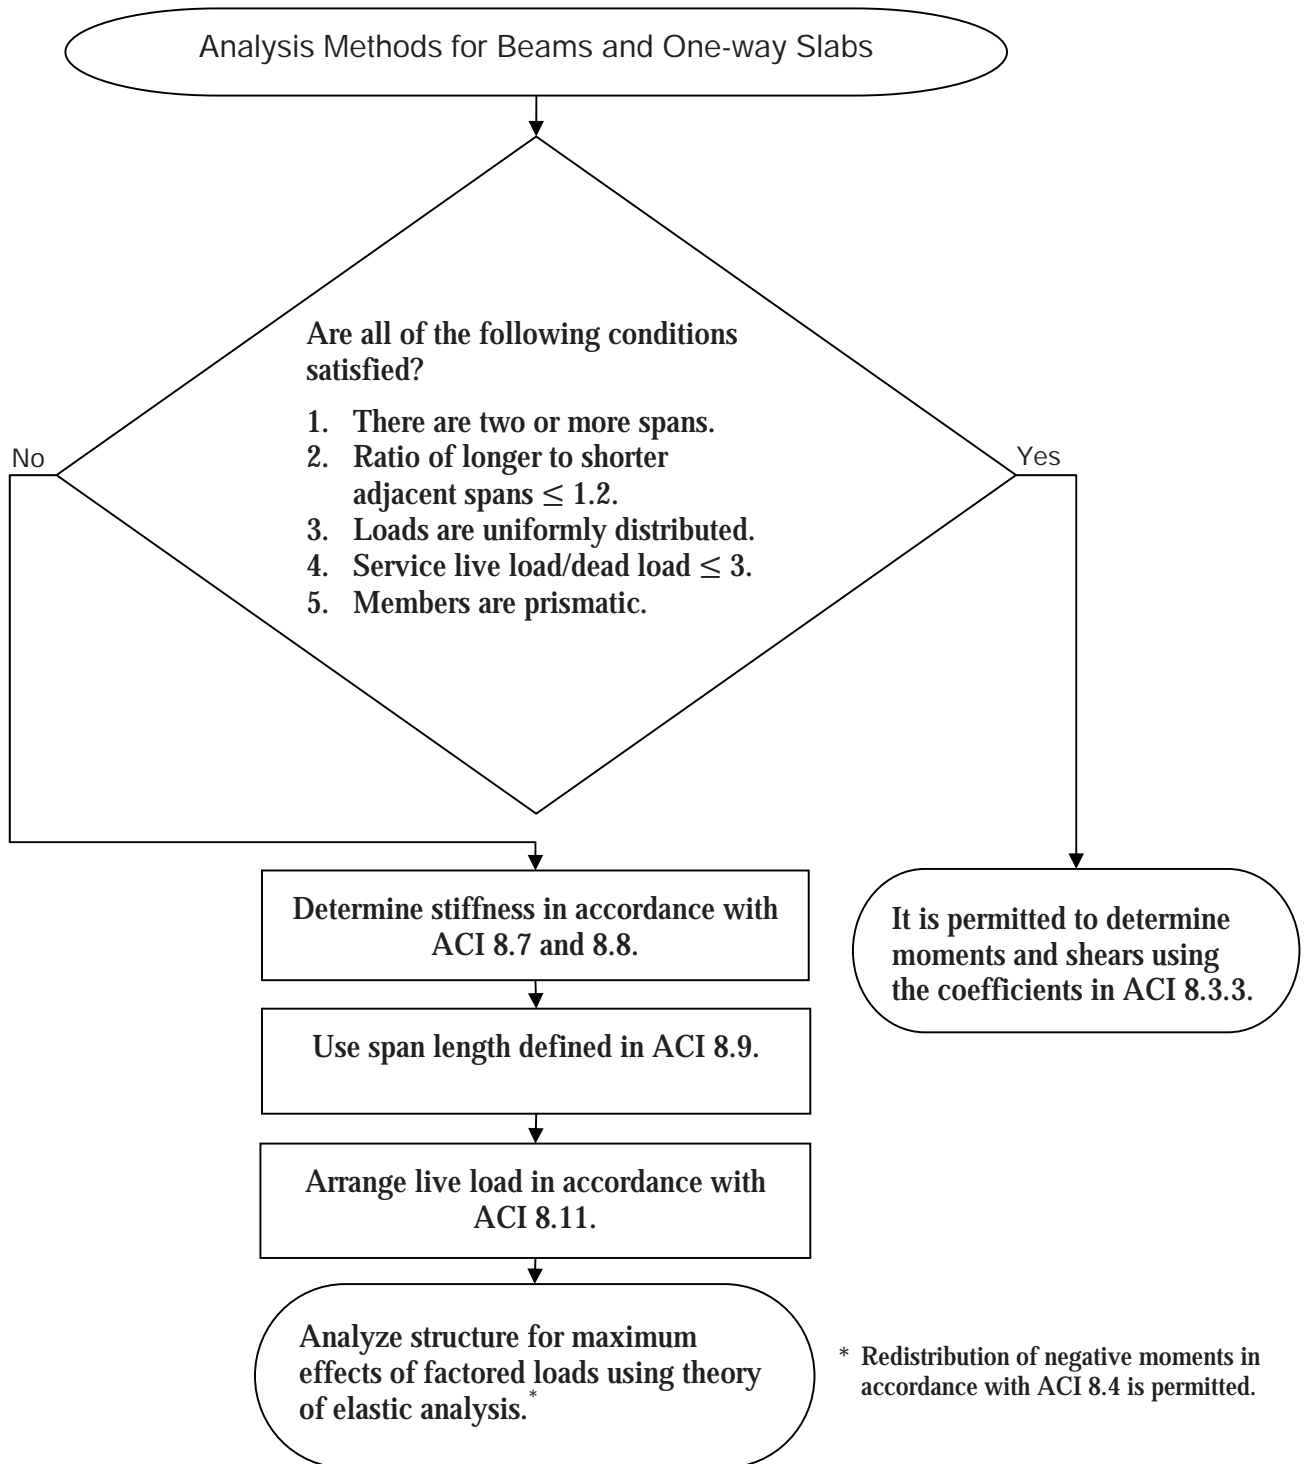 Analysis Methods for Beams and One-way Slabs
Are all of the following conditions
satisfied?
1. There are two or more spans.
2. Ratio of longer to shorter
adjacent spans ≤ 1.2.
3. Loads are uniformly distributed.
4. Service live load/dead load ≤ 3.
5. Members are prismatic.
No
Yes
Determine stiffness in accordance with
ACI 8.7 and 8.8.
It is permitted to determine
moments and shears using
the coefficients in ACI 8.3.3.
Use span length defined in ACI 8.9.
Arrange live load in accordance with
ACI 8.11.
Analyze structure for maximum
effects of factored loads using theory
of elastic analysis.*
* Redistribution of negative moments in
accordance with ACI 8.4 is permitted.